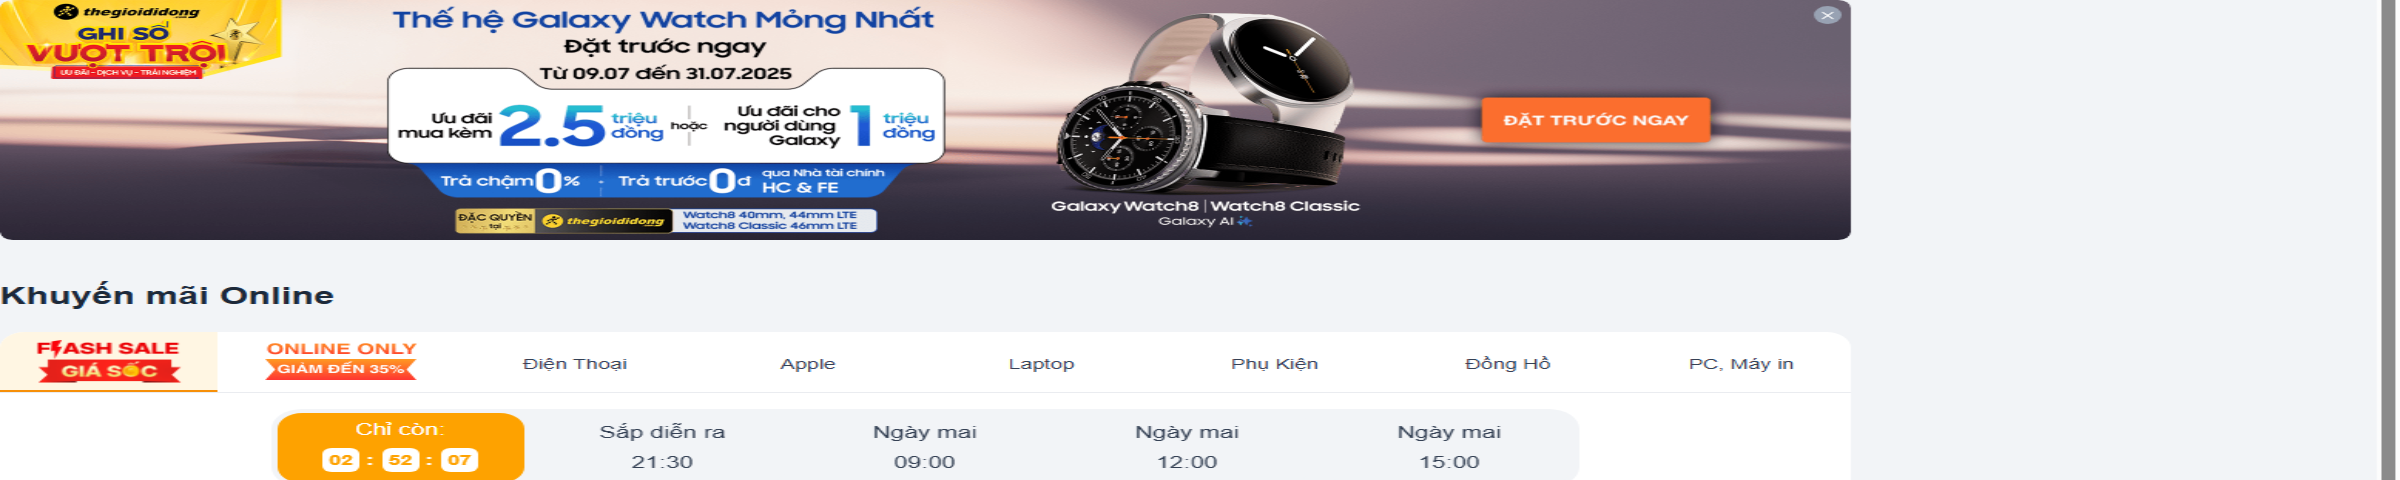 thegioididong
.com
GHI SỐ
VƯỢT TRỘI
ƯU ĐÃI - DỊCH VỤ - TRẢI NGHIỆM
Thế hệ Galaxy Watch Mỏng Nhất
Đặt trước ngay
Từ 09.07 đến 31.07.2025
Ưu đãi
mua kèm
2.5 triệu đồng
hoặc
Ưu đãi cho
người dùng
Galaxy
1 triệu đồng
Trả chậm 0% Trả trước 0đ qua Nhà tài chính
HC & FE
ĐẶC QUYỀN
tại
thegioididong
.com
Watch8 40mm, 44mm LTE
Watch8 Classic 46mm LTE
Galaxy Watch8 | Watch8 Classic
Galaxy AI
ĐẶT TRƯỚC NGAY
Khuyến mãi Online
FLASH SALE
GIÁ SỐC
ONLINE ONLY
GIẢM ĐẾN 35%
Điện Thoại
Apple
Laptop
Phụ Kiện
Đồng Hồ
PC, Máy in
Chỉ còn:
02 : 52 : 07
Sắp diễn ra
21:30
Ngày mai
09:00
Ngày mai
12:00
Ngày mai
15:00